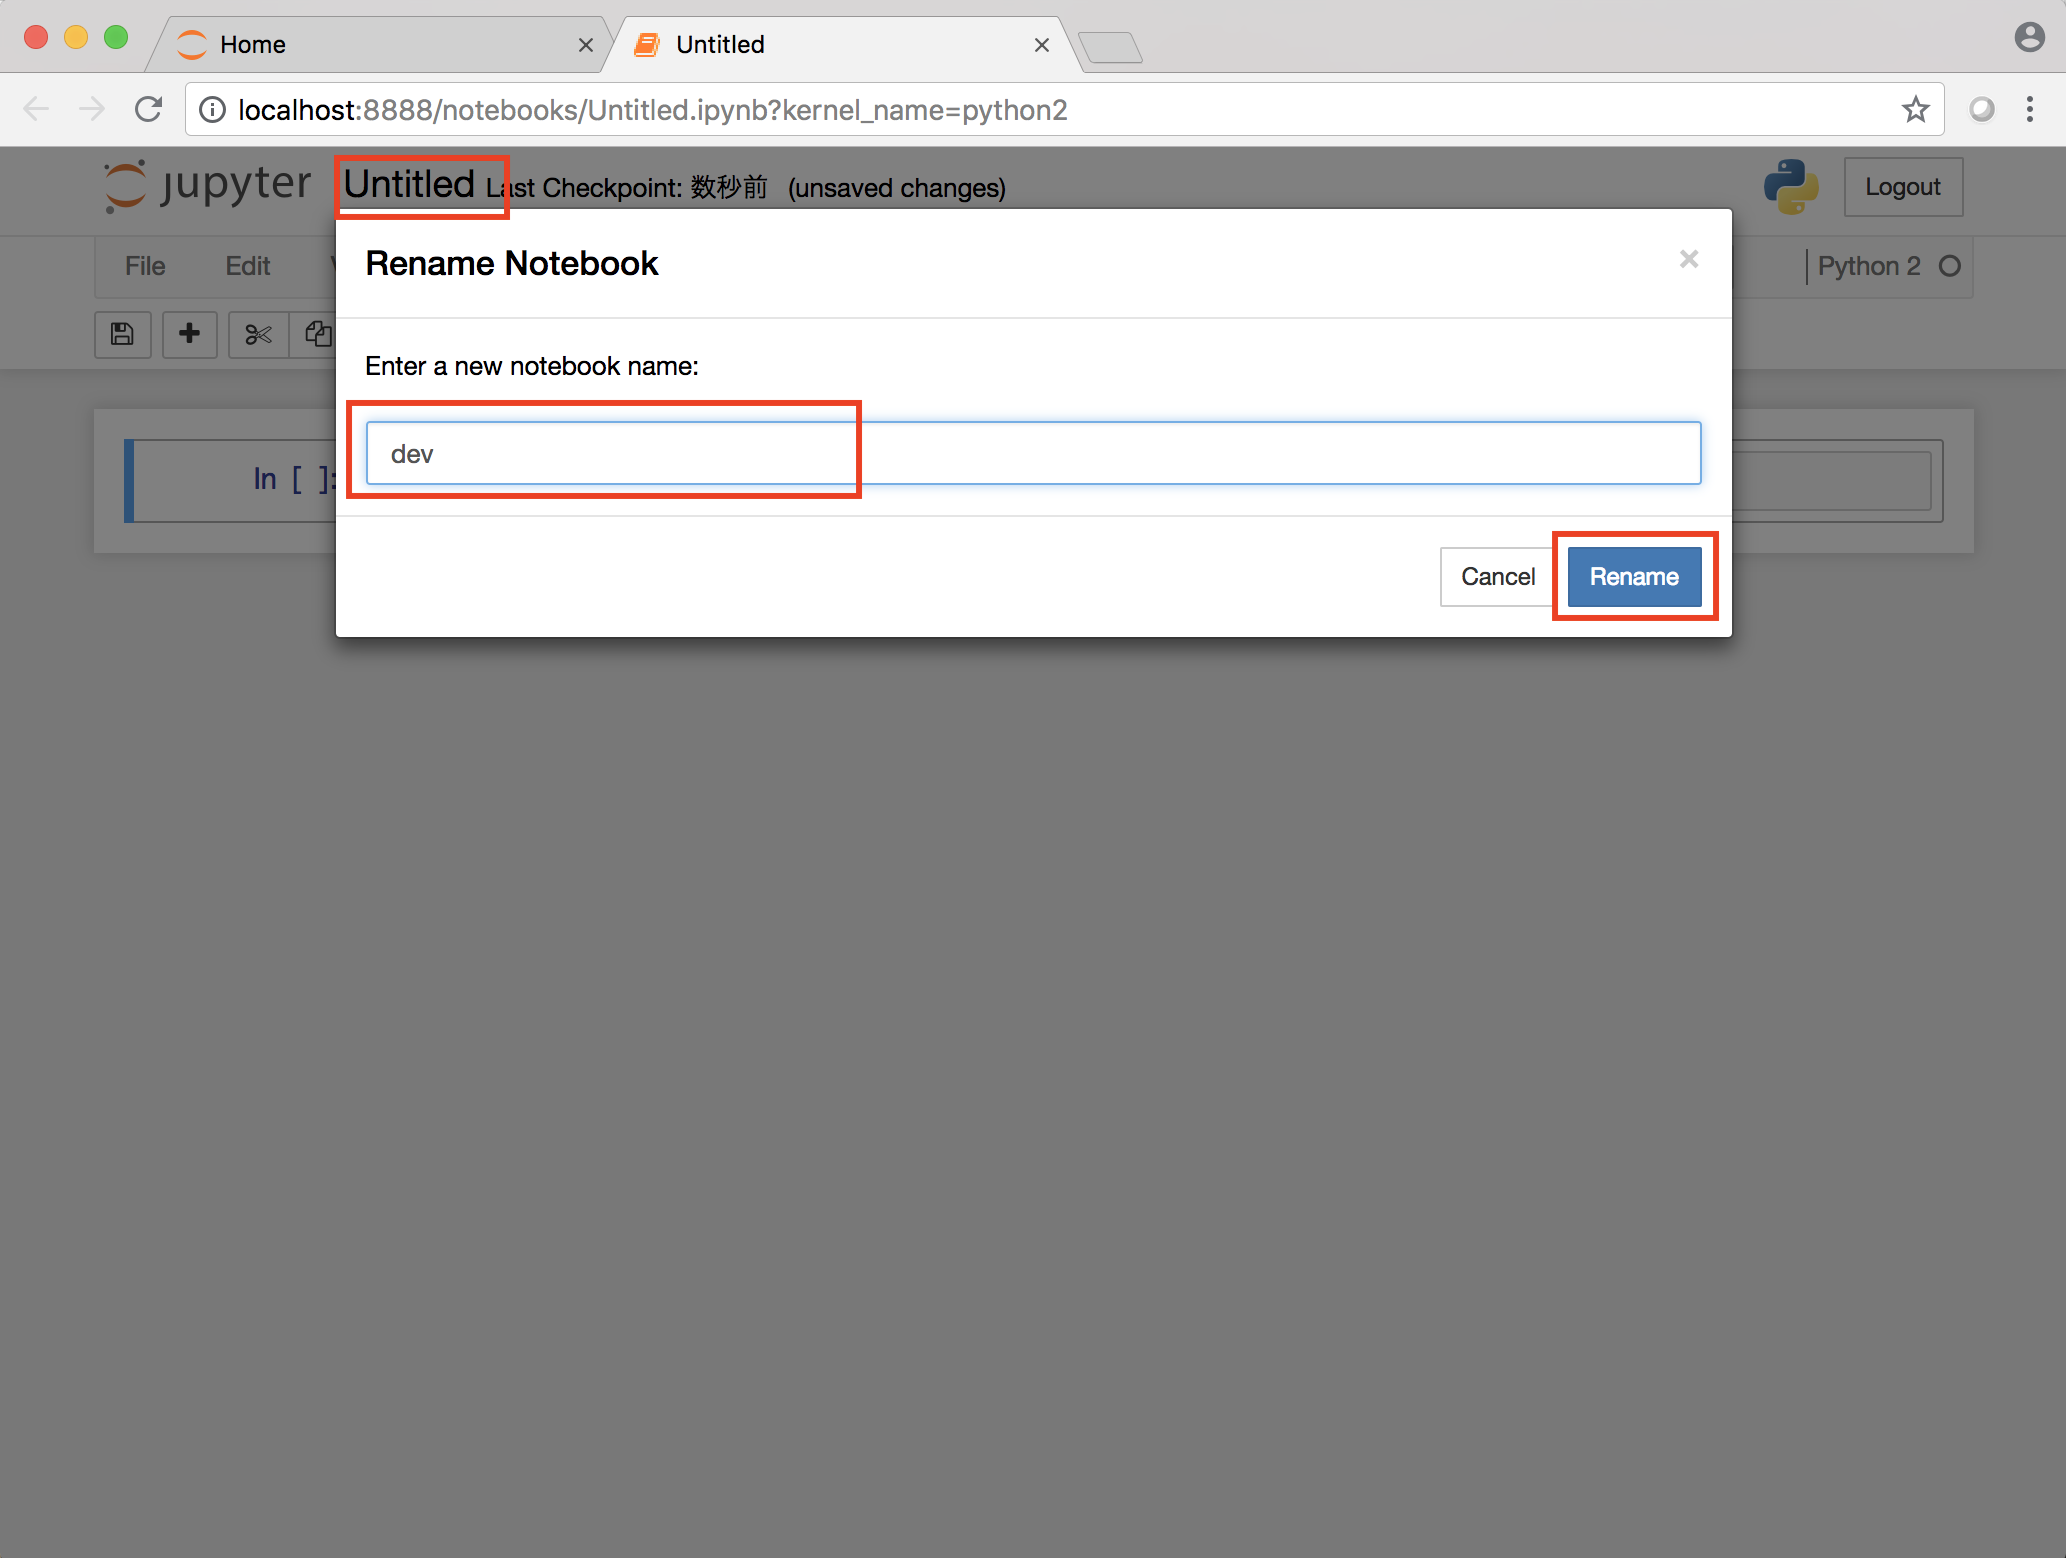 Home
Untitled
localhost:8888/notebooks/Untitled.ipynb?kernel_name=python2
jupyter Untitled Last Checkpoint: 数秒前 (unsaved changes)
Logout
File Edit
Python 2
Rename Notebook
Enter a new notebook name:
In [ ]:
dev
Cancel
Rename